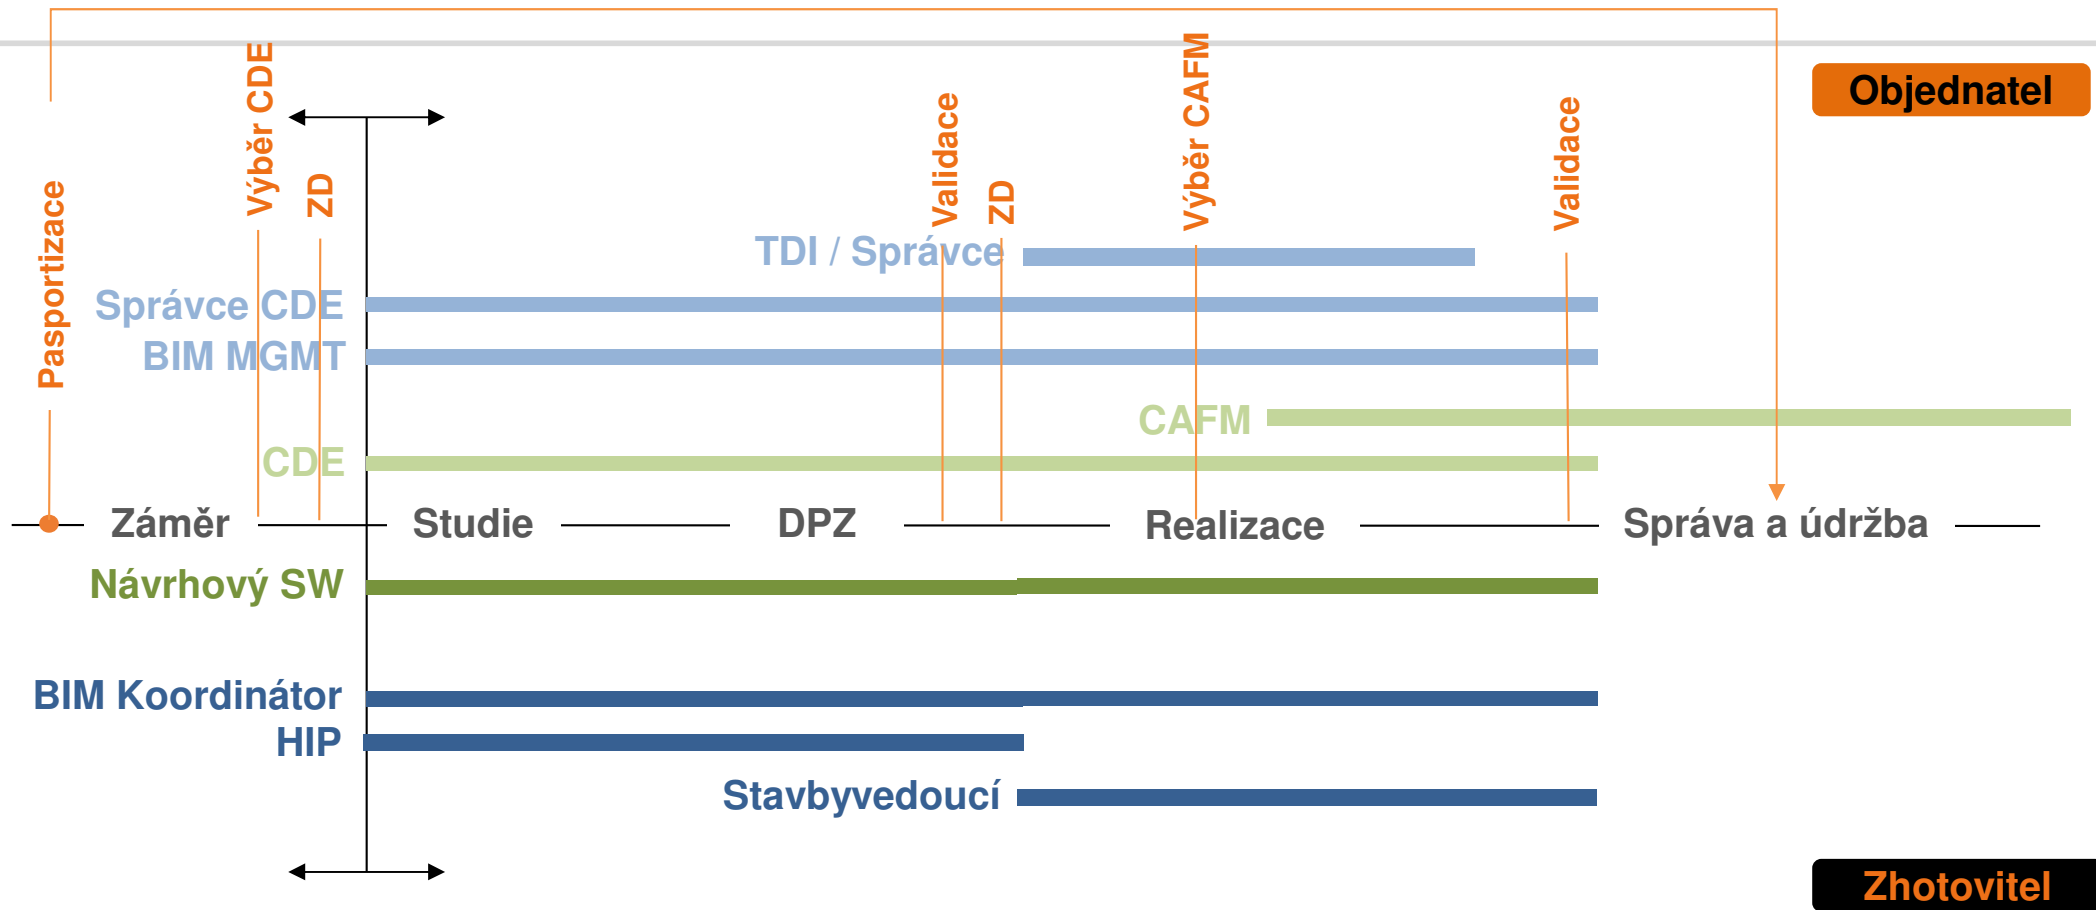 Objednatel
Pasportizace
Výběr CDE
ZD
Validace
ZD
Výběr CAFM
Validace
TDI / Správce
Správce CDE
BIM MGMT
CAFM
CDE
Záměr
Studie
DPZ
Realizace
Správa a údržba
Návrhový SW
BIM Koordinátor
HIP
Stavbyvedoucí
Zhotovitel